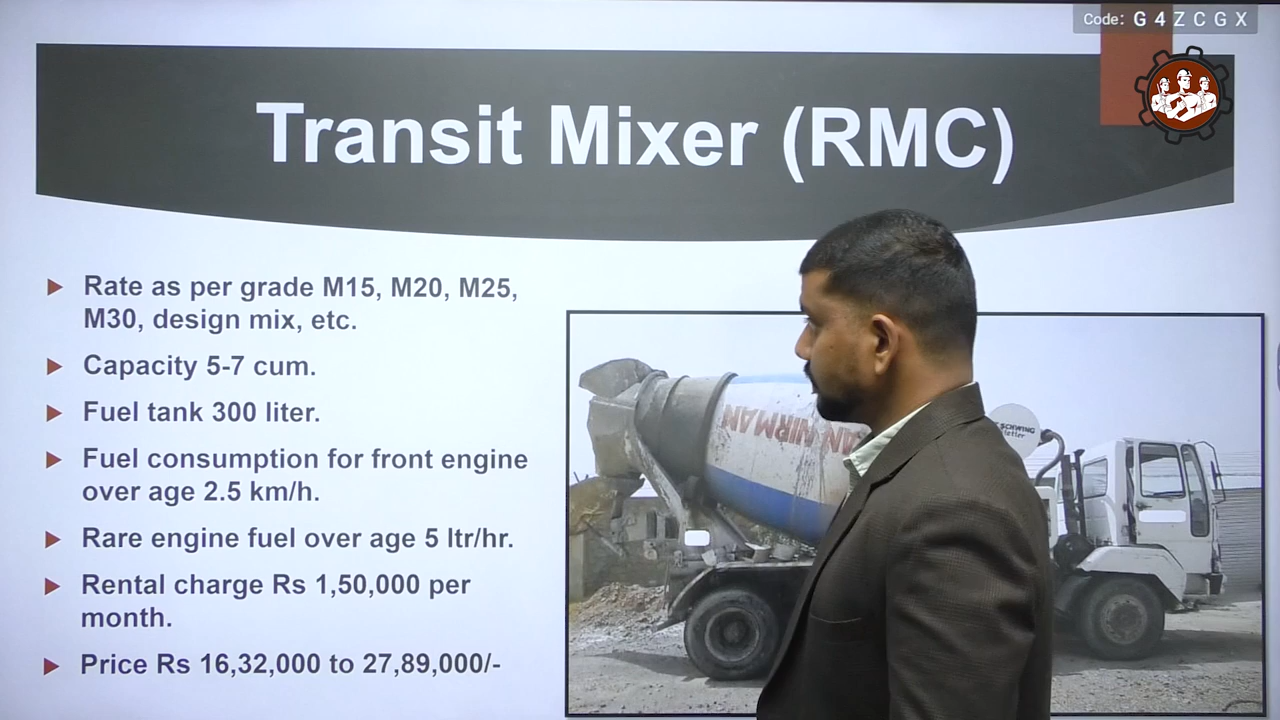 Code: G 4 Z C G X
Transit Mixer (RMC)
Rate as per grade M15, M20, M25,
M30, design mix, etc.
Capacity 5-7 cum.
Fuel tank 300 liter.
Fuel consumption for front engine
over age 2.5 km/h.
Rare engine fuel over age 5 ltr/hr.
Rental charge Rs 1,50,000 per
month.
Price Rs 16,32,000 to 27,89,000/-
NIRMAN
SCHWING
Stetter